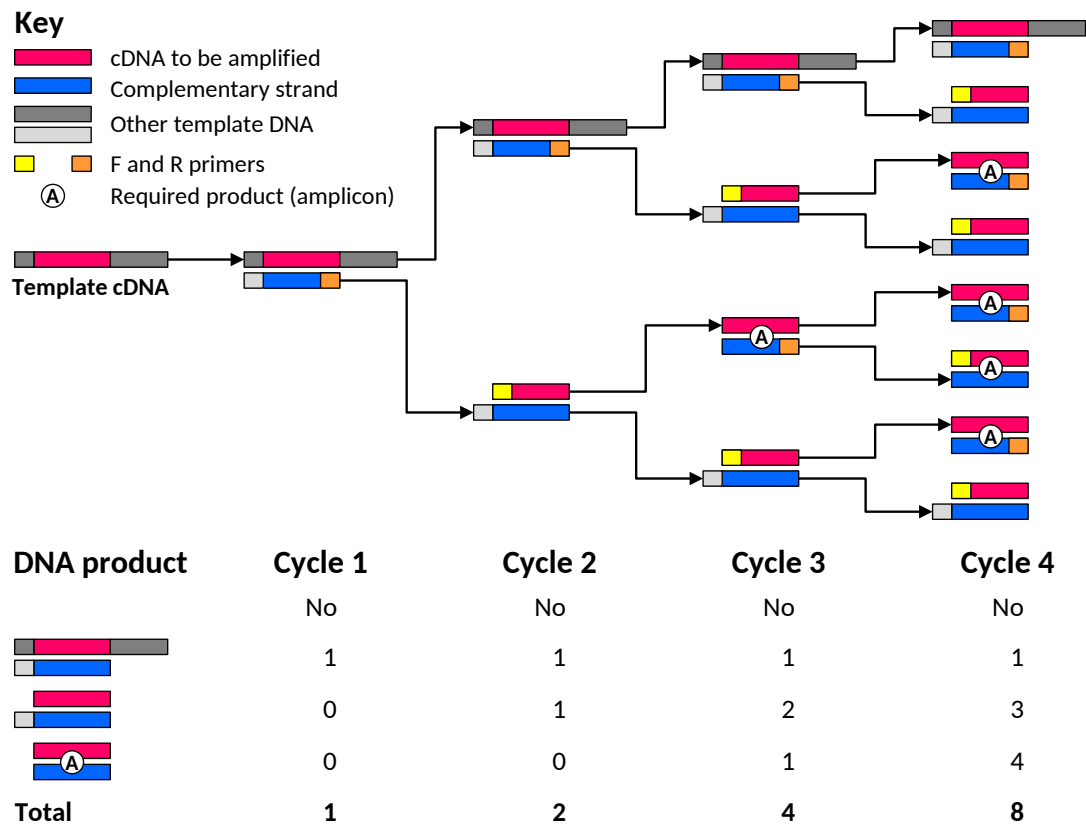 Key
cDNA to be amplified
Complementary strand
Other template DNA
F and R primers
A Required product (amplicon)
Template cDNA
A
A
A
A
A
DNA product Cycle 1 Cycle 2 Cycle 3 Cycle 4
No No No No
1 1 1 1
0 1 2 3
A 0 0 1 4
Total 1 2 4 8